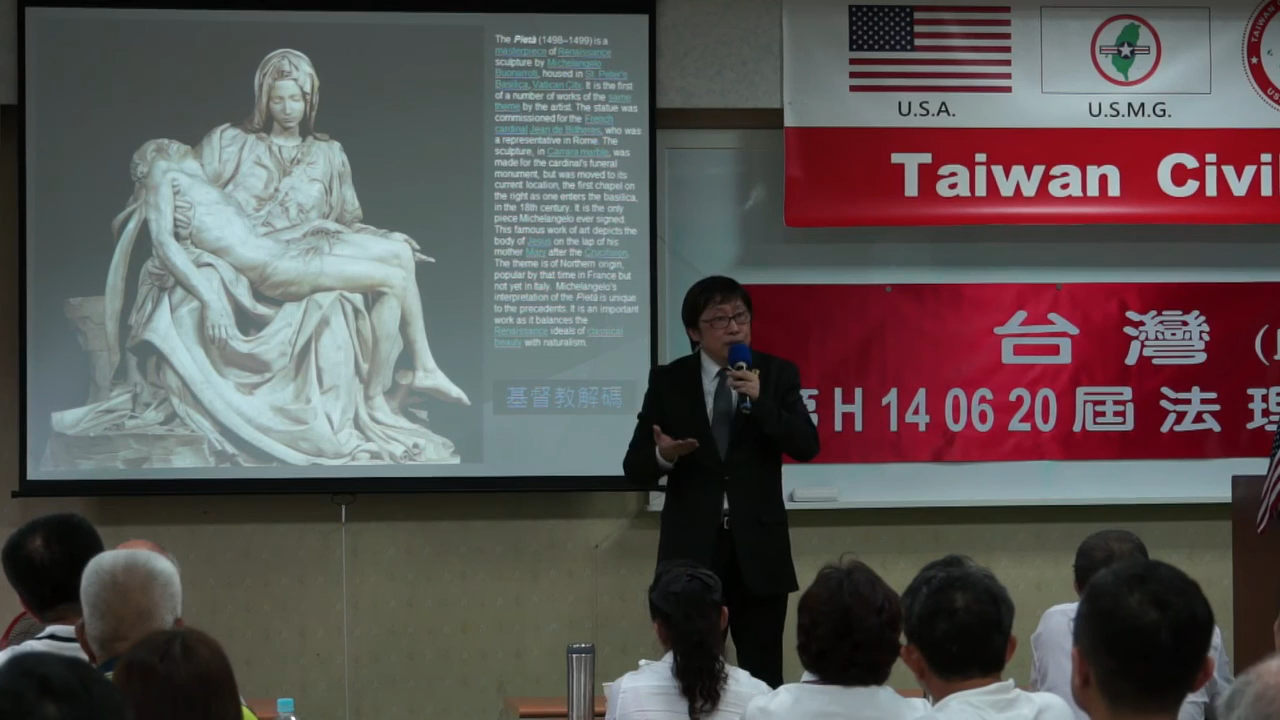 The Pietà (1498–1499) is a
masterpiece of Renaissance
sculpture by Michelangelo
Buonarroti, housed in St. Peter's
Basilica, Vatican City. It is the first
of a number of works of the same
theme by the artist. The statue was
commissioned for the French
cardinal Jean de Bilhères, who was
a representative in Rome. The
sculpture, in Carrara marble, was
made for the cardinal's funeral
monument, but was moved to its
current location, the first chapel on
the right as one enters the basilica,
in the 18th century. It is the only
piece Michelangelo ever signed.
This famous work of art depicts the
body of Jesus on the lap of his
mother Mary after the Crucifixion.
The theme is of Northern origin,
popular by that time in France but
not yet in Italy. Michelangelo's
interpretation of the Pietà is unique
to the precedents. It is an important
work as it balances the
Renaissance ideals of classical
beauty with naturalism.
基督教解碼
U.S.A.
U.S.M.G.
TAIWAN
US
Taiwan Civi
台灣(
H 14 06 20 屆法理